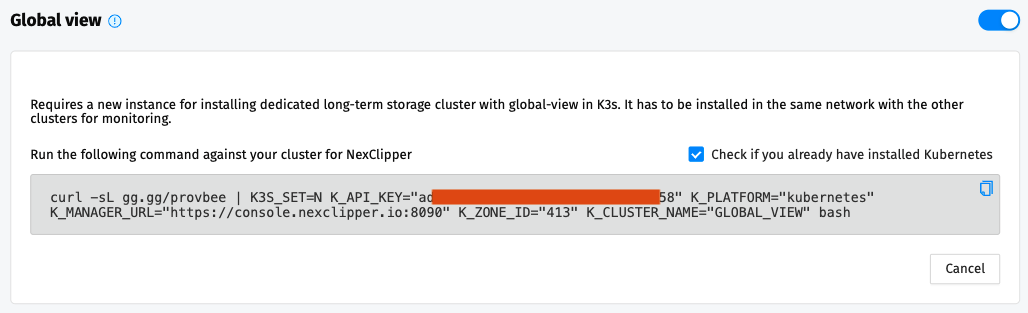 Global view
Requires a new instance for installing dedicated long-term storage cluster with global-view in K3s. It has to be installed in the same network with the other
clusters for monitoring.
Run the following command against your cluster for NexClipper
Check if you already have installed Kubernetes
curl -sL gg.gg/provbee | K3S_SET=N K_API_KEY="ad 58" K_PLATFORM="kubernetes"
K_MANAGER_URL="https://console.nexclipper.io:8090" K_ZONE_ID="413" K_CLUSTER_NAME="GLOBAL_VIEW" bash
Cancel